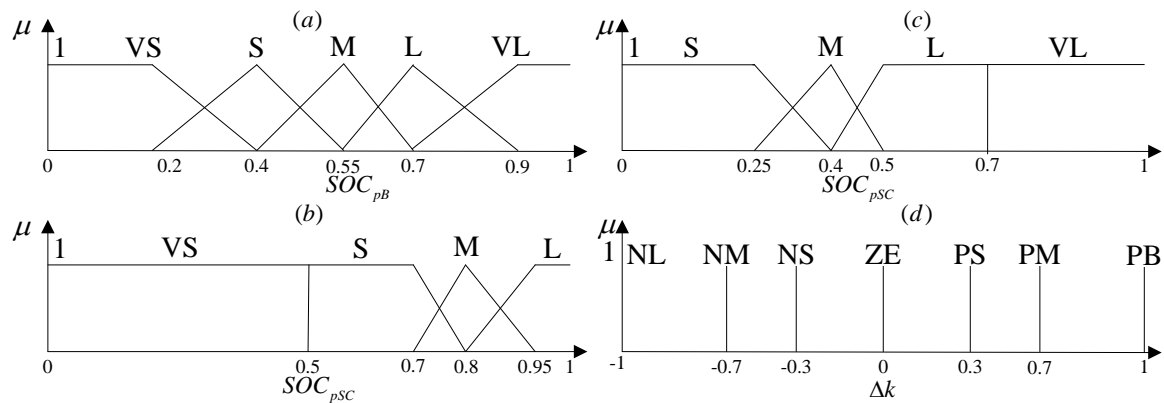 (a)
μ
1 VS S M L VL
0 0.2 0.4 0.55 0.7 0.9 1
SOC_pB
(c)
μ
1 S M L VL
0 0.25 0.4 0.5 0.7 1
SOC_pSC
(b)
μ
1 VS S M L
0 0.5 0.7 0.8 0.95 1
SOC_pSC
(d)
μ
1 NL NM NS ZE PS PM PB
-1 -0.7 -0.3 0 0.3 0.7 1
Δk